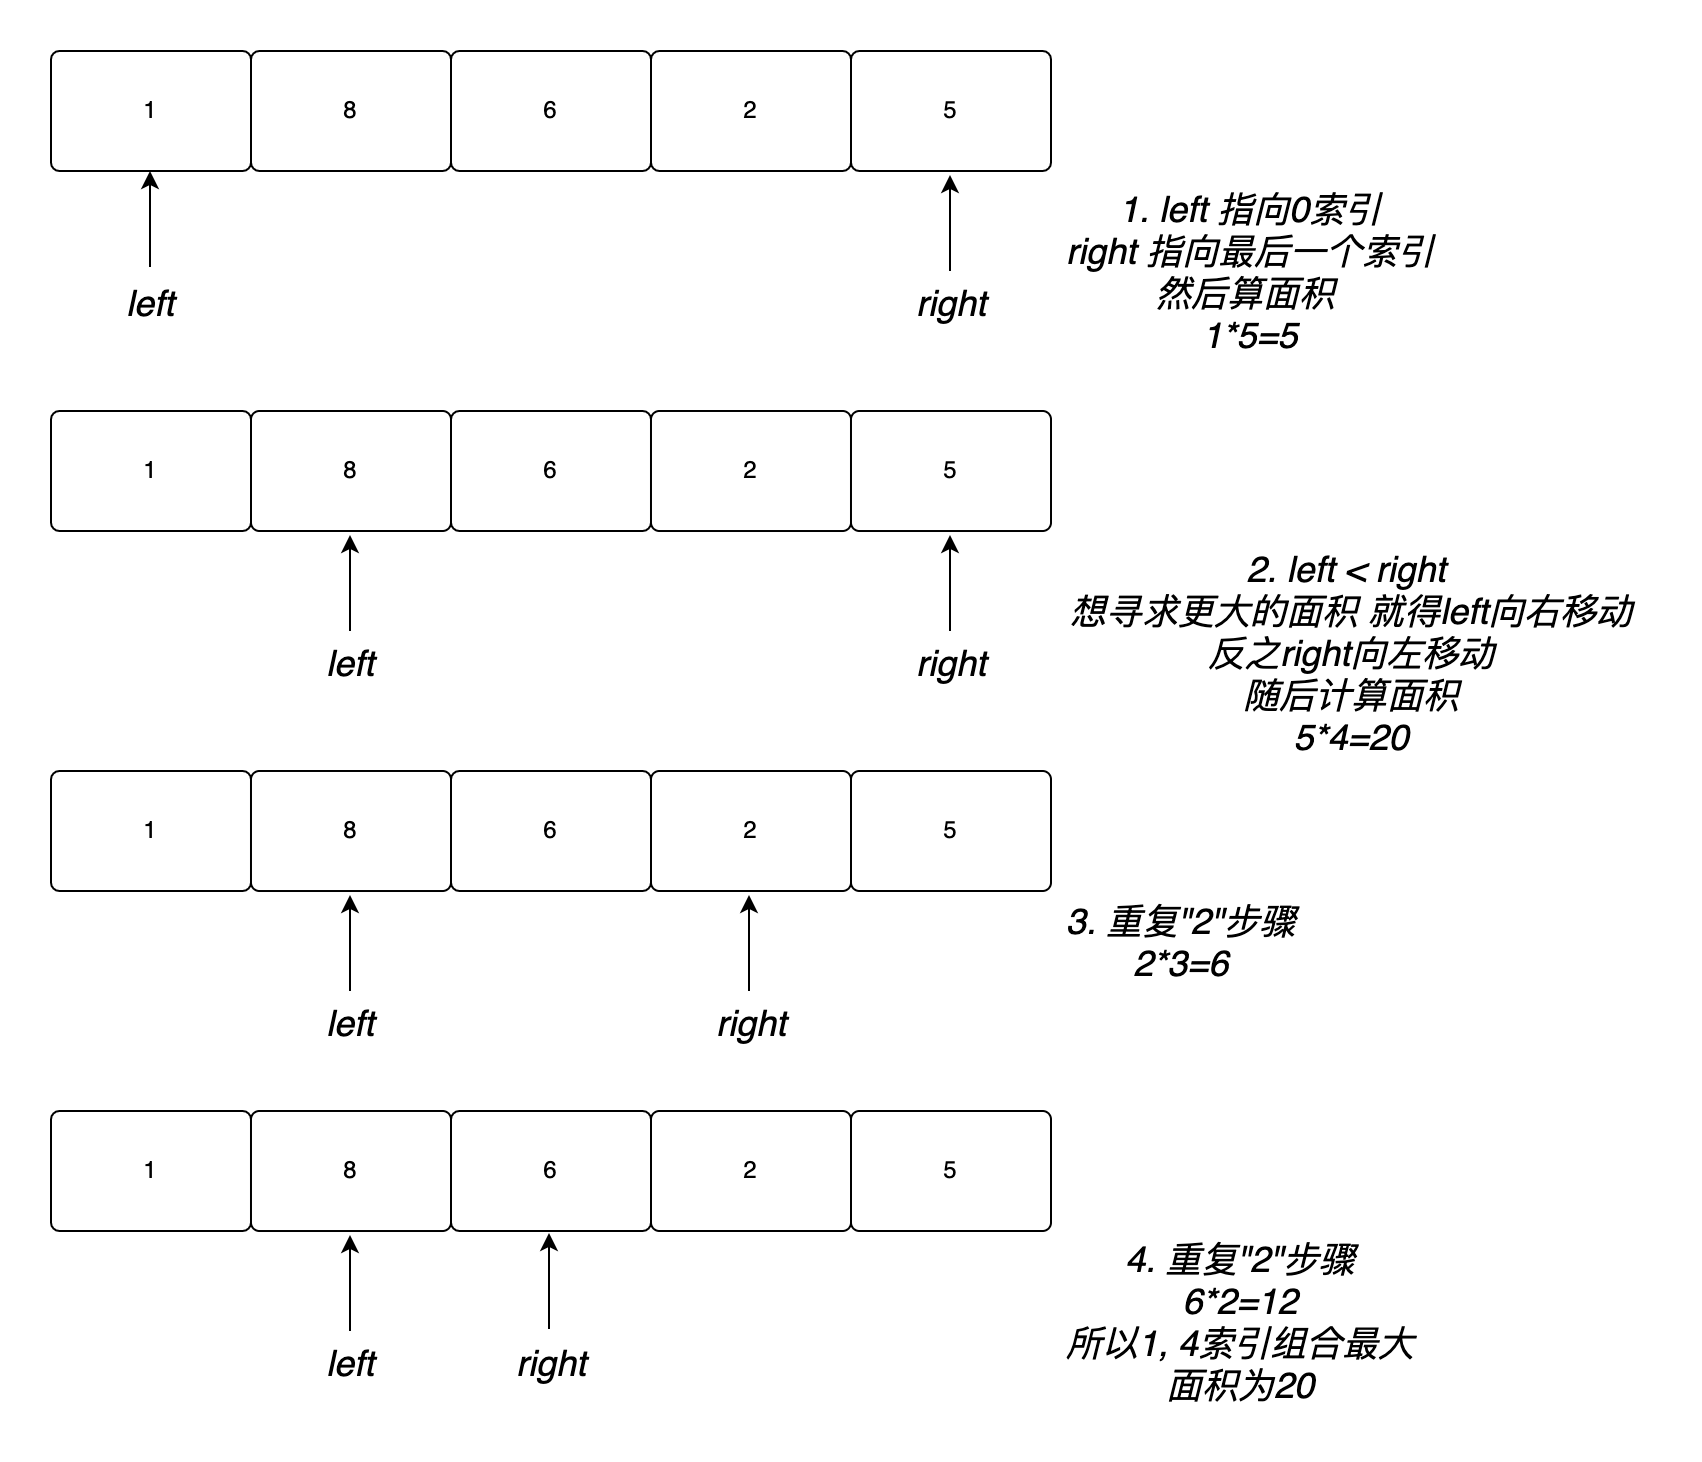 1 8 6 2 5
left right
1. left 指向0索引
right 指向最后一个索引
然后算面积
1*5=5
1 8 6 2 5
left right
2. left < right
想寻求更大的面积 就得left向右移动
反之right向左移动
随后计算面积
5*4=20
1 8 6 2 5
left right
3. 重复"2"步骤
2*3=6
1 8 6 2 5
left right
4. 重复"2"步骤
6*2=12
所以1, 4索引组合最大
面积为20